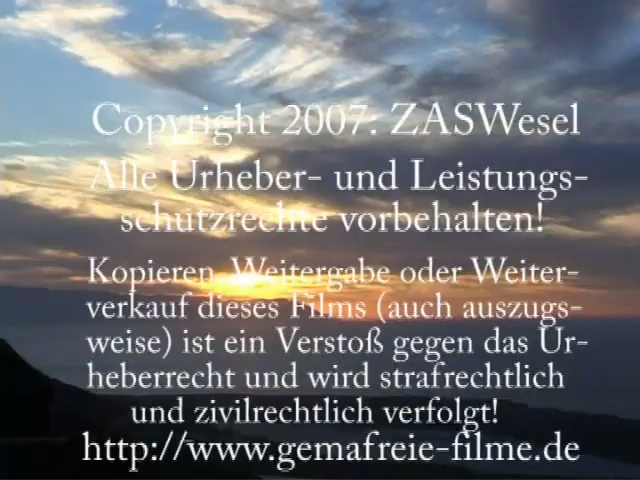 Copyright 2007: ZASWesel
Alle Urheber- und Leistungs-
schutzrechte vorbehalten!
Kopieren, Weitergabe oder Weiter-
verkauf dieses Films (auch auszugs-
weise) ist ein Verstoß gegen das Ur-
heberrecht und wird strafrechtlich
und zivilrechtlich verfolgt!
http://www.gemafreie-filme.de